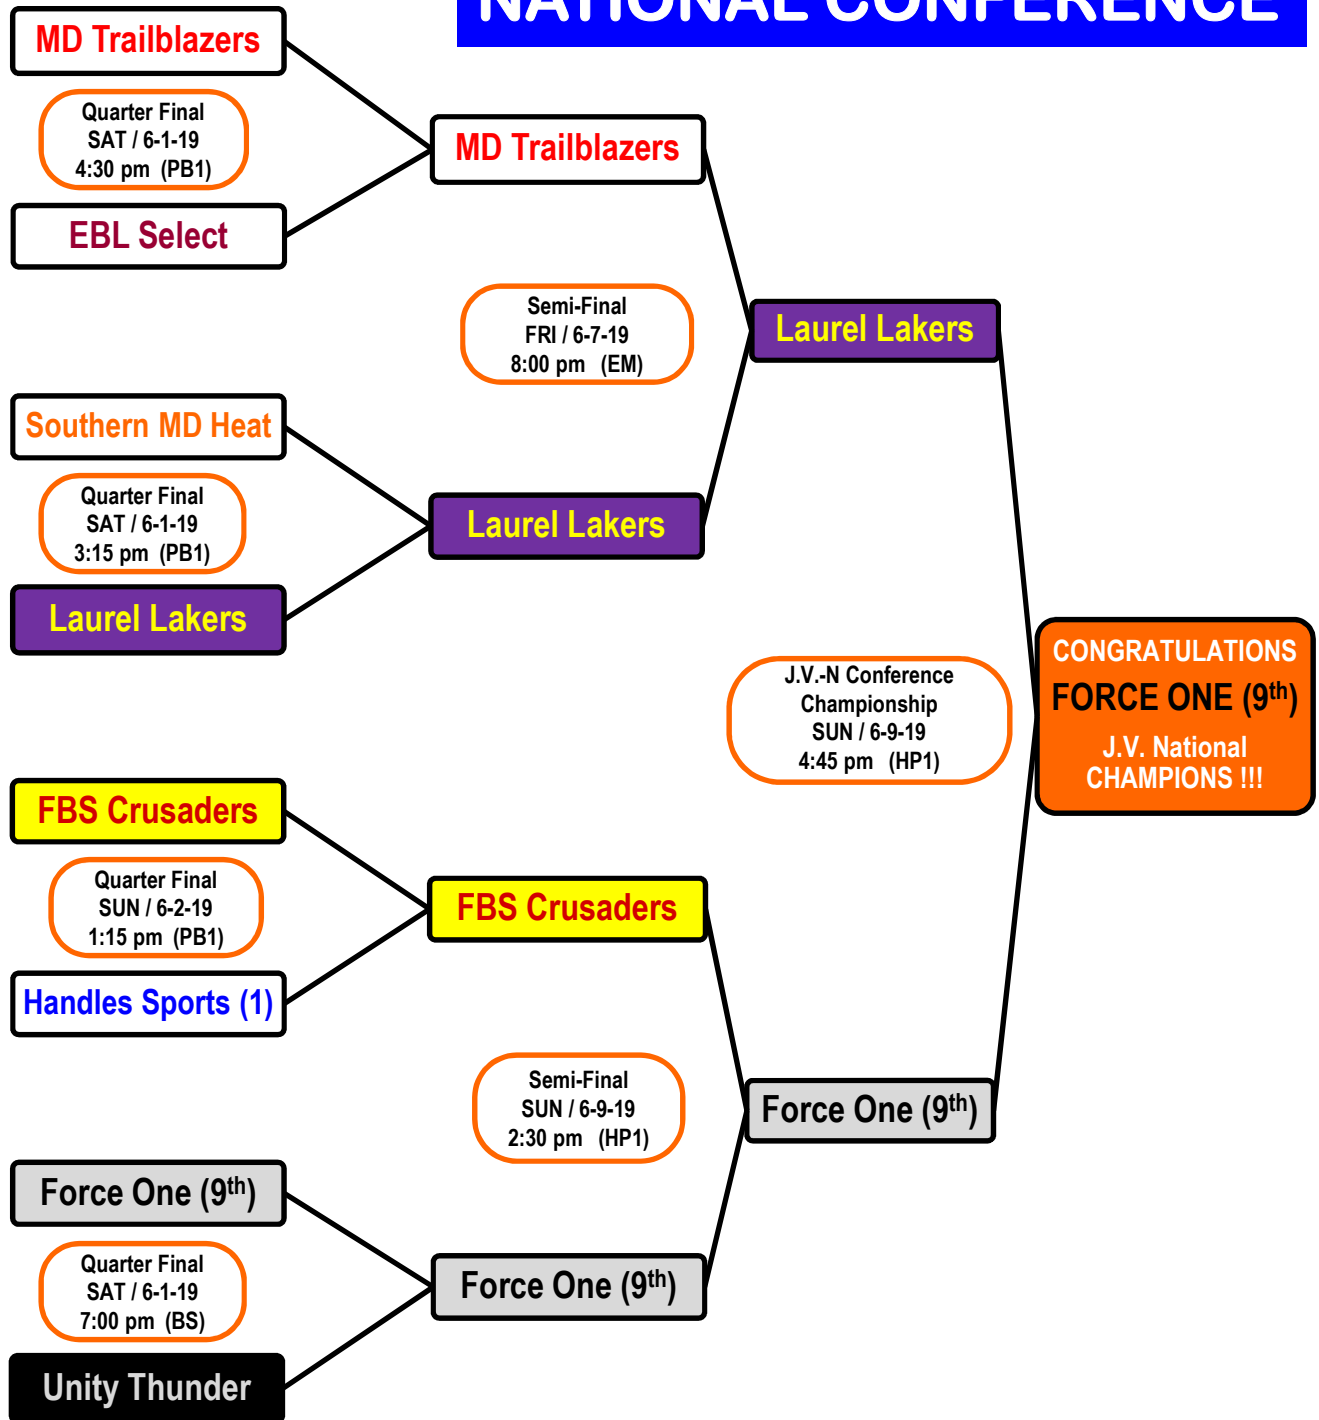 NATIONAL CONFERENCE
MD Trailblazers
Quarter Final
SAT / 6-1-19
4:30 pm (PB1)
EBL Select
MD Trailblazers
Semi-Final
FRI / 6-7-19
8:00 pm (EM)
Laurel Lakers
Southern MD Heat
Quarter Final
SAT / 6-1-19
3:15 pm (PB1)
Laurel Lakers
Laurel Lakers
J.V.-N Conference
Championship
SUN / 6-9-19
4:45 pm (HP1)
CONGRATULATIONS
FORCE ONE (9th)
J.V. National
CHAMPIONS !!!
FBS Crusaders
Quarter Final
SUN / 6-2-19
1:15 pm (PB1)
Handles Sports (1)
FBS Crusaders
Semi-Final
SUN / 6-9-19
2:30 pm (HP1)
Force One (9th)
Force One (9th)
Quarter Final
SAT / 6-1-19
7:00 pm (BS)
Unity Thunder
Force One (9th)